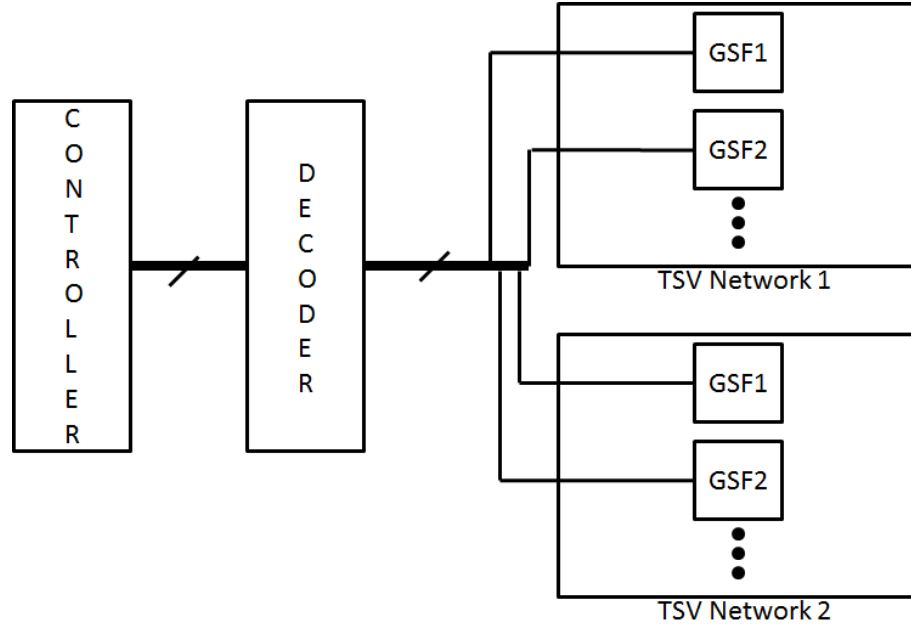 CONTROLLER
DECODER
GSF1
GSF2
TSV Network 1
GSF1
GSF2
TSV Network 2